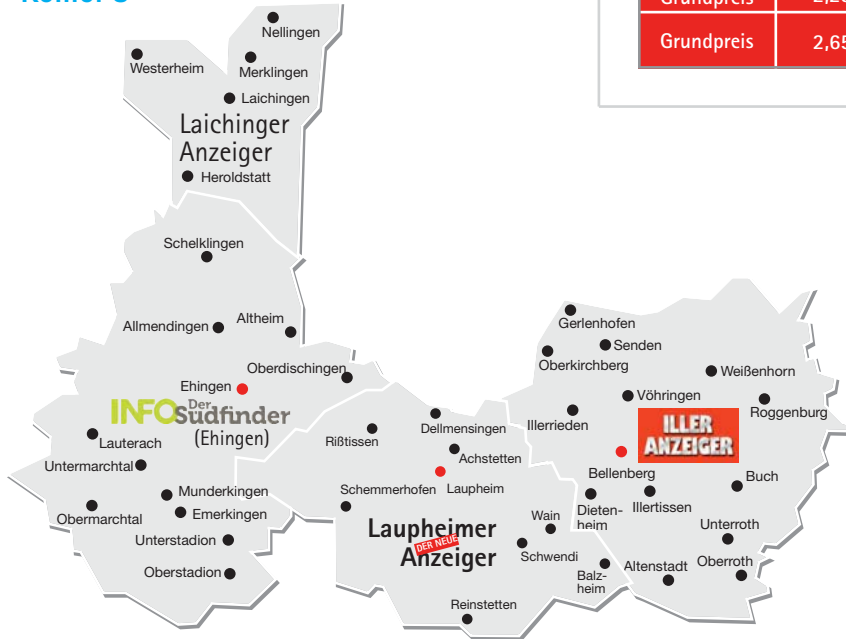 Grundpreis
Grundpreis 2,65
Nellingen
Westerheim
Merklingen
Laichingen
Laichinger
Anzeiger
Heroldstatt
Schelklingen
Allmendingen
Altheim
Oberdischingen
Ehingen
INFO Der
Südfinder
(Ehingen)
Lauterach
Untermarchtal
Munderkingen
Obermarchtal
Emerkingen
Unterstadion
Oberstadion
Rißtissen
Dellmensingen
Achstetten
Schemmerhofen
Laupheim
Laupheimer
DER NEUE
Anzeiger
Wain
Schwendi
Balz-
heim
Reinstetten
Gerlenhofen
Senden
Oberkirchberg
Weißenhorn
Vöhringen
Roggenburg
Illerrieden
ILLER
ANZEIGER
Bellenberg
Buch
Dieten-
heim
Illertissen
Unterroth
Altenstadt
Oberroth